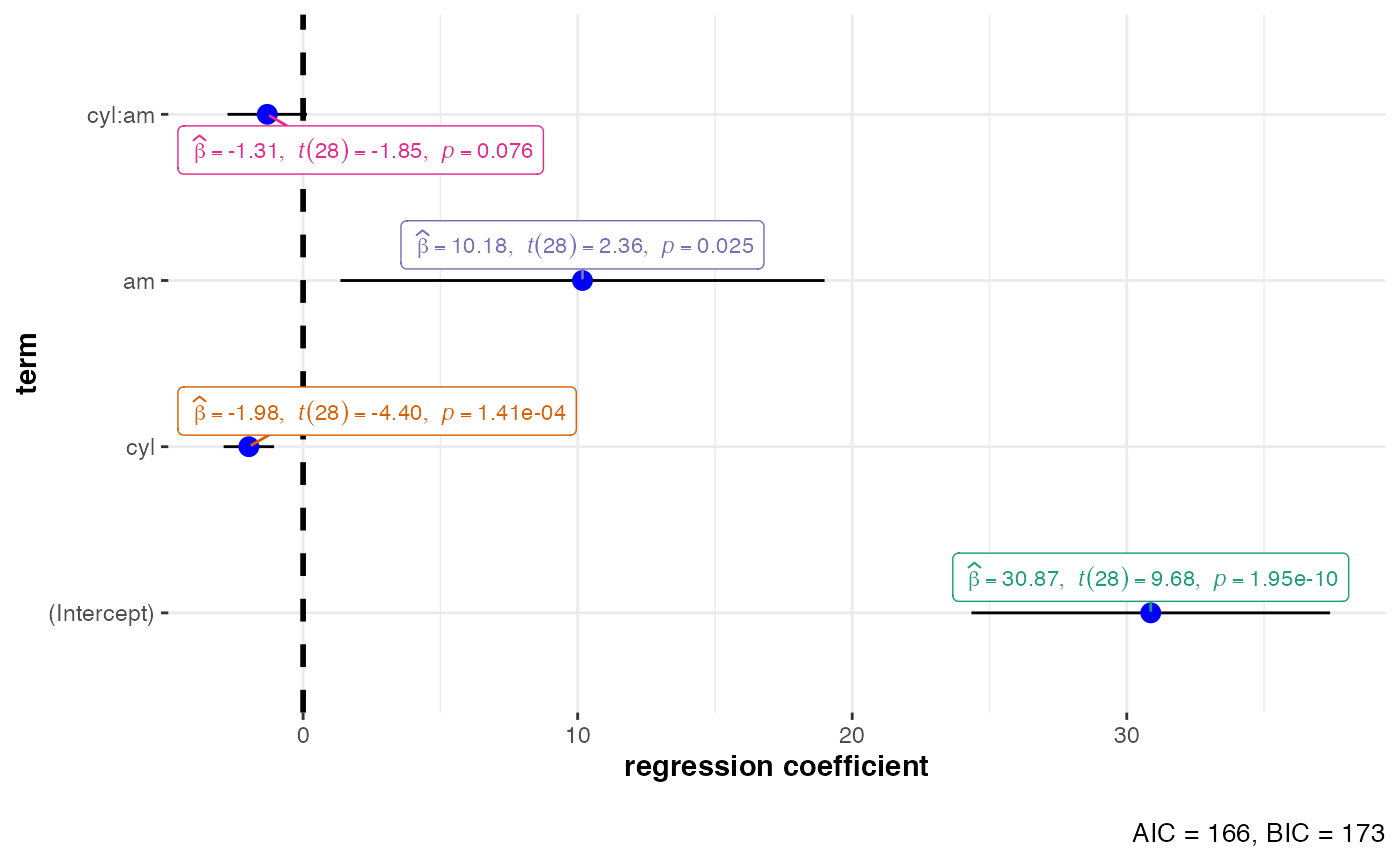 cyl:am
β̂ = -1.31, t(28) = -1.85, p = 0.076
β̂ = 10.18, t(28) = 2.36, p = 0.025
am
term
β̂ = -1.98, t(28) = -4.40, p = 1.41e-04
cyl
β̂ = 30.87, t(28) = 9.68, p = 1.95e-10
(Intercept)
0 10 20 30
regression coefficient
AIC = 166, BIC = 173